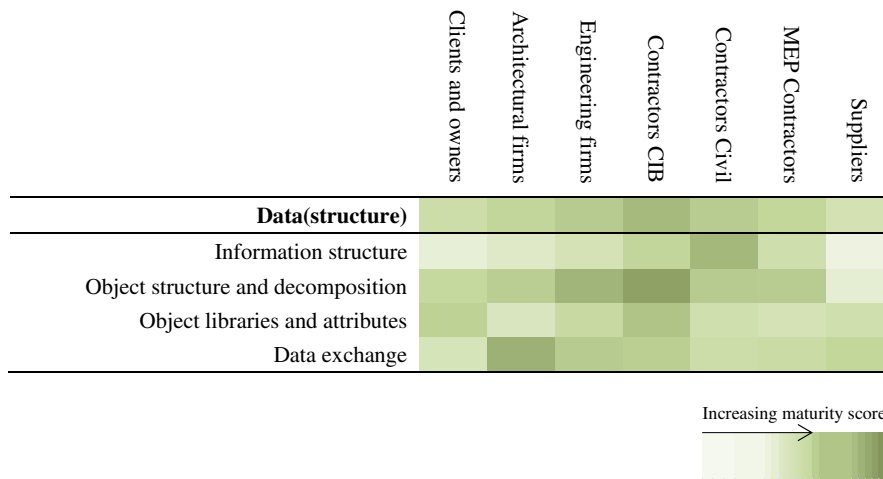 Clients and owners
Architectural firms
Engineering firms
Contractors CIB
Contractors Civil
MEP Contractors
Suppliers
Data(structure)
Information structure
Object structure and decomposition
Object libraries and attributes
Data exchange
Increasing maturity score